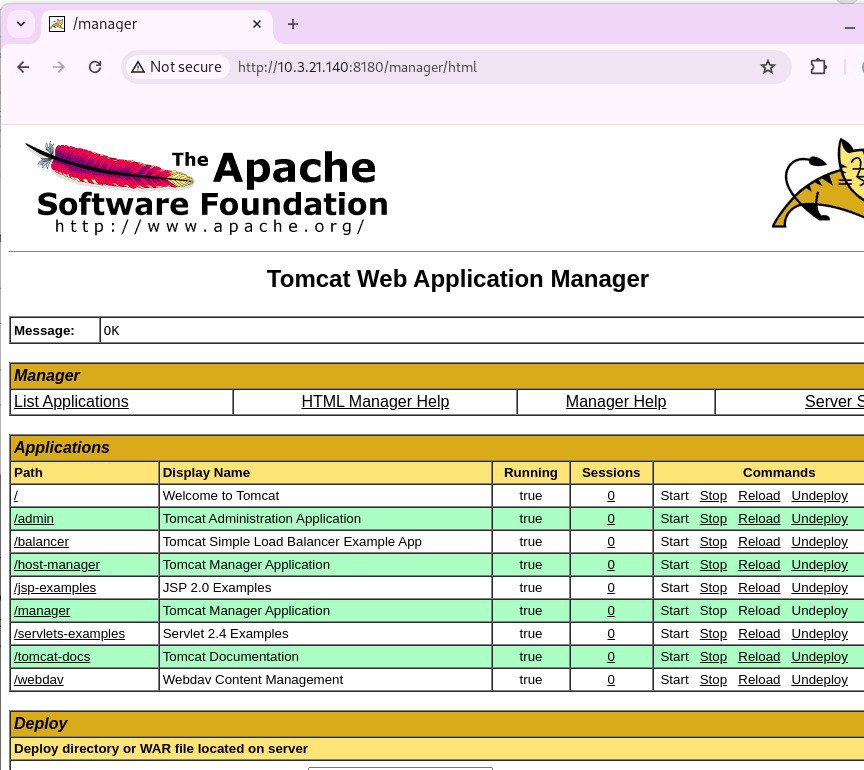 /manager
Not secure http://10.3.21.140:8180/manager/html
The Apache
Software Foundation
http://www.apache.org/
Tomcat Web Application Manager
Message: OK
Manager
List Applications HTML Manager Help Manager Help Server S
Applications
Path Display Name Running Sessions Commands
/ Welcome to Tomcat true 0 Start Stop Reload Undeploy
/admin Tomcat Administration Application true 0 Start Stop Reload Undeploy
/balancer Tomcat Simple Load Balancer Example App true 0 Start Stop Reload Undeploy
/host-manager Tomcat Manager Application true 0 Start Stop Reload Undeploy
/jsp-examples JSP 2.0 Examples true 0 Start Stop Reload Undeploy
/manager Tomcat Manager Application true 0 Start Stop Reload Undeploy
/servlets-examples Servlet 2.4 Examples true 0 Start Stop Reload Undeploy
/tomcat-docs Tomcat Documentation true 0 Start Stop Reload Undeploy
/webdav Webdav Content Management true 0 Start Stop Reload Undeploy
Deploy
Deploy directory or WAR file located on server